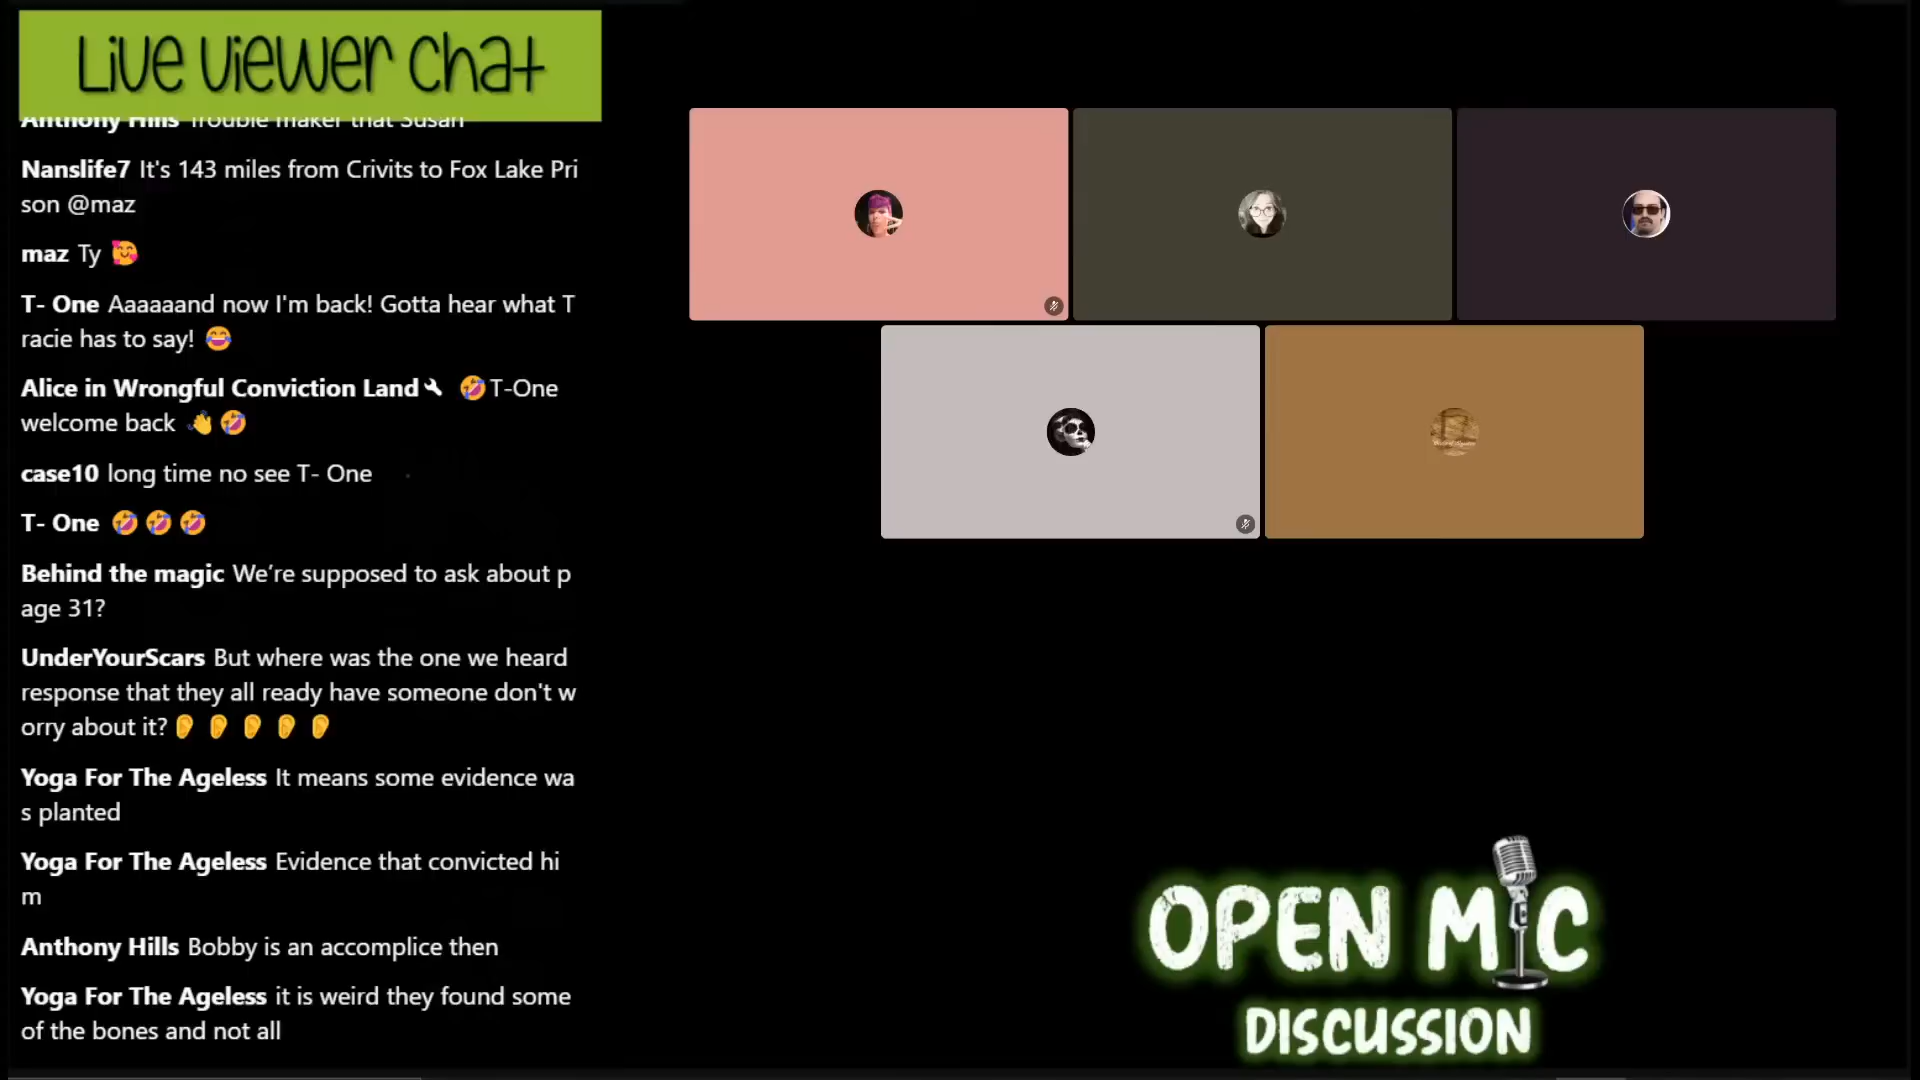 Live Viewer Chat
Anthony Hills Trouble maker that Susan
Nanslife7 It's 143 miles from Crivits to Fox Lake Pri
son @maz
maz Ty 🥰
T- One Aaaaaand now I'm back! Gotta hear what T
racie has to say! 😂
Alice in Wrongful Conviction Land🔧 🤣T-One
welcome back 👋🤣
case10 long time no see T- One
T- One 🤣🤣🤣
Behind the magic We’re supposed to ask about p
age 31?
UnderYourScars But where was the one we heard
response that they all ready have someone don't w
orry about it?👂👂👂👂👂
Yoga For The Ageless It means some evidence wa
s planted
Yoga For The Ageless Evidence that convicted hi
m
Anthony Hills Bobby is an accomplice then
Yoga For The Ageless it is weird they found some
of the bones and not all
OPEN MIC
DISCUSSION